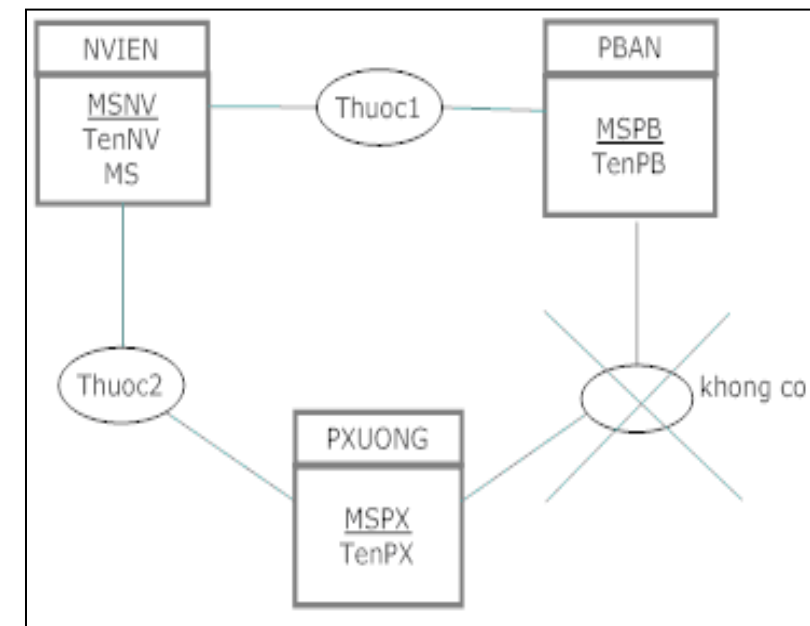 NVIEN
MSNV
TenNV
MS
Thuoc1
PBAN
MSPB
TenPB
Thuoc2
khong co
PXUONG
MSPX
TenPX